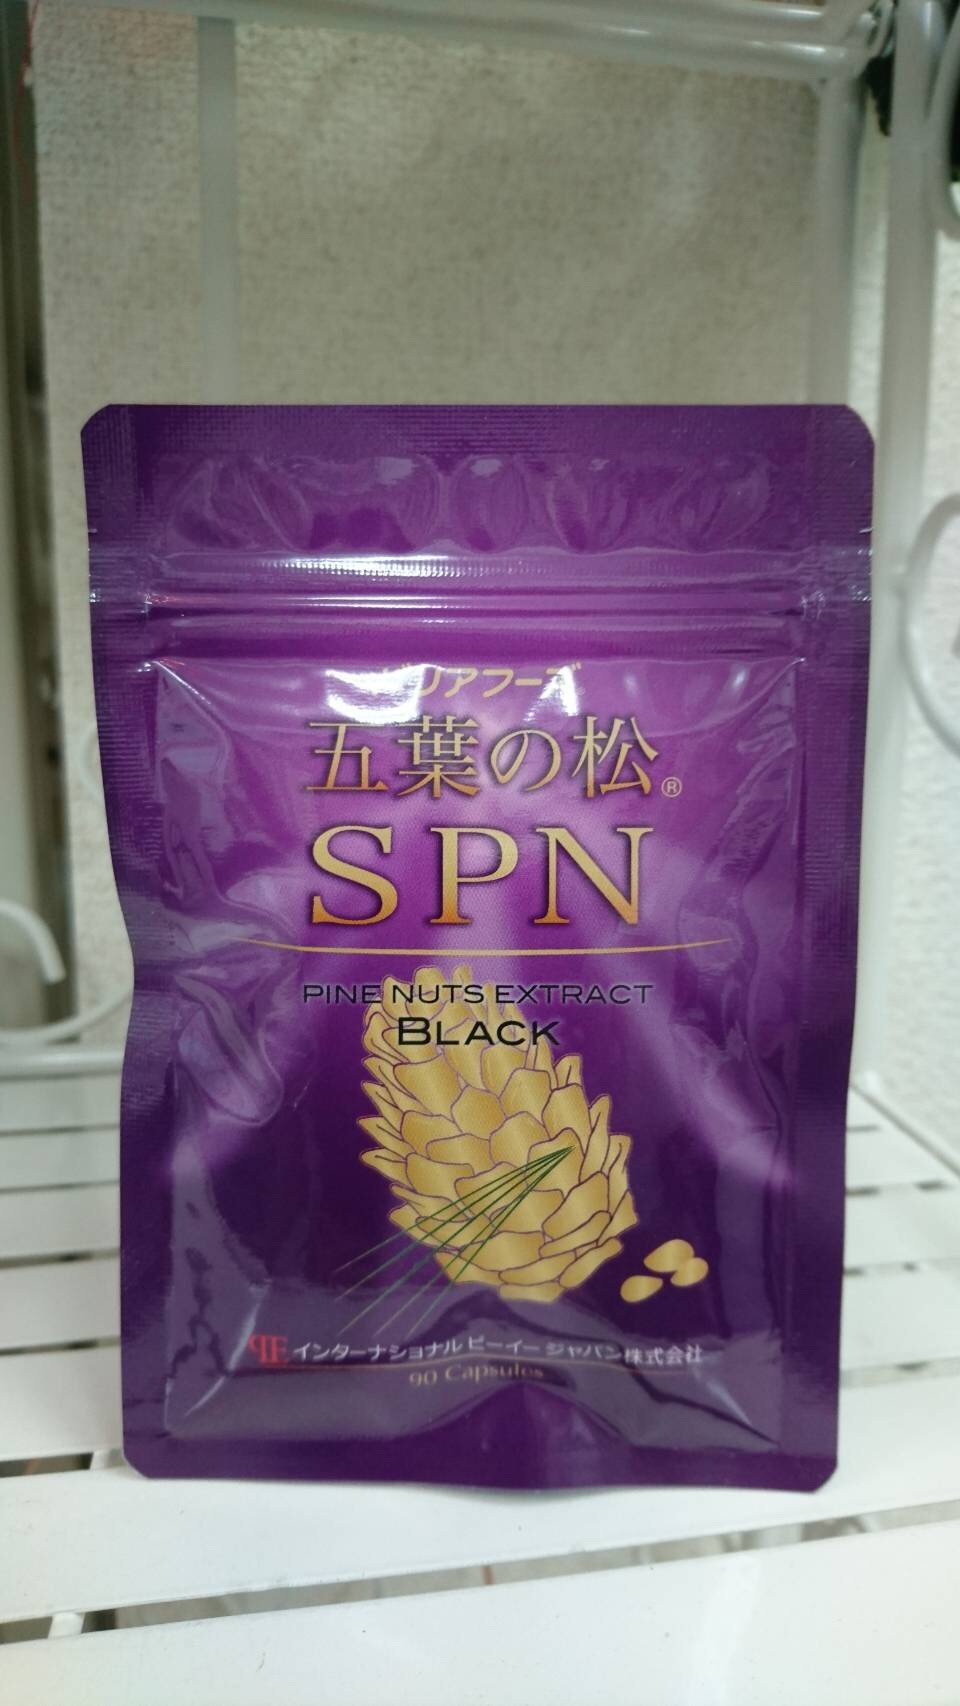 五葉の松®
SPN
PINE NUTS EXTRACT
BLACK
PE インターナショナル ピーイー ジャパン株式会社
90 Capsules